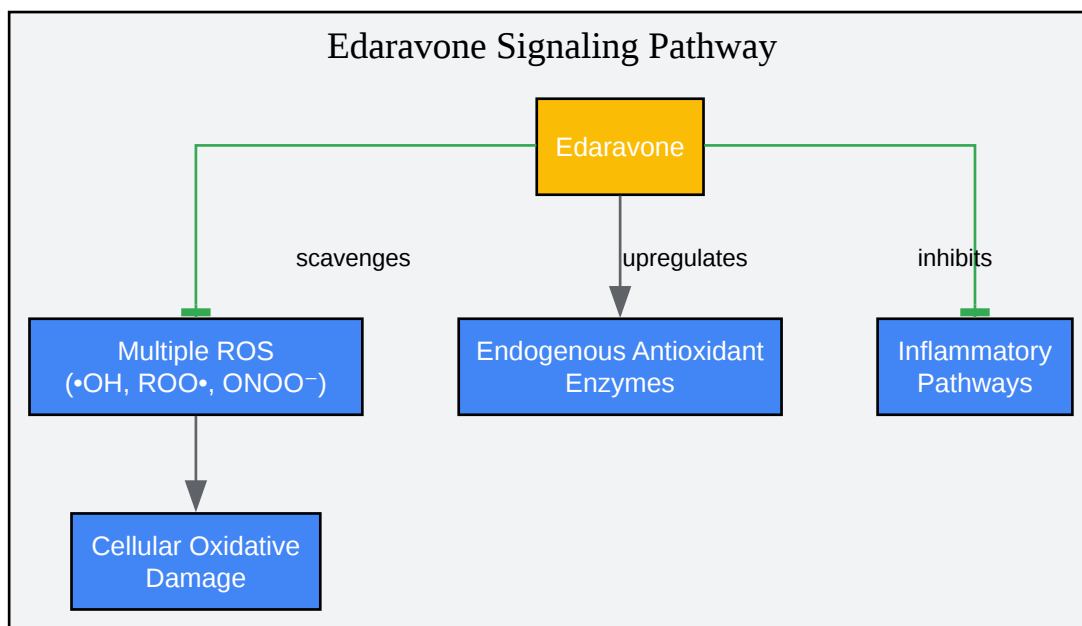 Edaravone Signaling Pathway
Edaravone
scavenges
upregulates
inhibits
Multiple ROS
(•OH, ROO•, ONOO⁻)
Endogenous Antioxidant
Enzymes
Inflammatory
Pathways
Cellular Oxidative
Damage